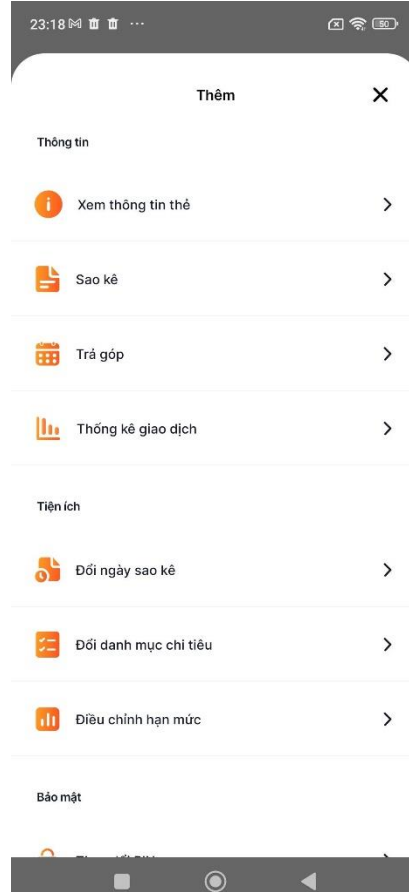 23:18
50
Thêm
Thông tin
Xem thông tin thẻ
Sao kê
Trả góp
Thống kê giao dịch
Tiện ích
Đổi ngày sao kê
Đổi danh mục chi tiêu
Điều chỉnh hạn mức
Bảo mật